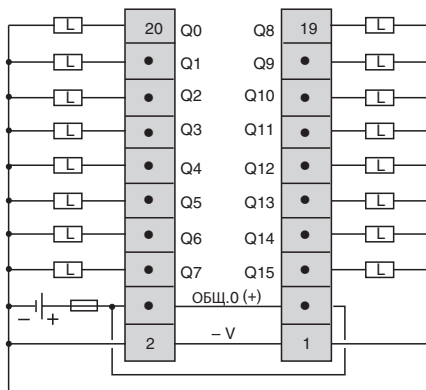 L 20 Q0 Q8 19 L
L Q1 Q9 L
L Q2 Q10 L
L Q3 Q11 L
L Q4 Q12 L
L Q5 Q13 L
L Q6 Q14 L
L Q7 Q15 L
ОБЩ.0 (+)
– +
2 – V 1